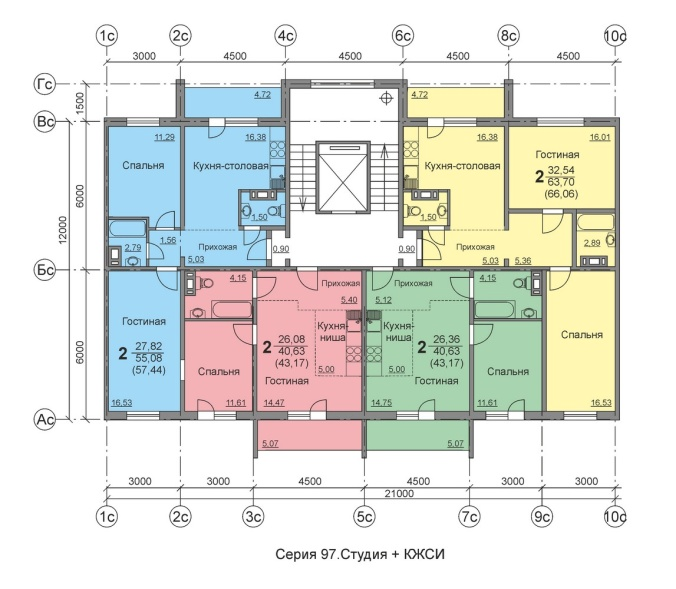 1с 2с 4с 6с 8с 10с
3000 4500 4500 4500 4500
Гс
1500
4.72 4.72
Вс
11.29 16.38 16.38 16.01
Спальня Кухня-столовая Кухня-столовая Гостиная
2 32,54
63,70
(66,06)
6000
12000
1.50 1.50
2.79 1.56 Прихожая 0.90 0.90 Прихожая 2,89
5.03 5.03 5.36
Бс
4.15 Прихожая 5.40 5.12 Прихожая 4.15
Гостиная
2 27,82
55,08
(57,44)
Кухня-
ниша
2 26,08
40,63
(43,17)
Кухня-
ниша
2 26,36
40,63
(43,17)
Спальня
6000
Спальня 5,00 5,00 Спальня
Гостиная Гостиная
16.53 11.61 14.47 14.75 11.61 16.53
Ас
5.07 5.07
3000 3000 4500 4500 3000 3000
21000
1с 2с 3с 5с 7с 9с 10с
Серия 97.Студия + КЖСИ